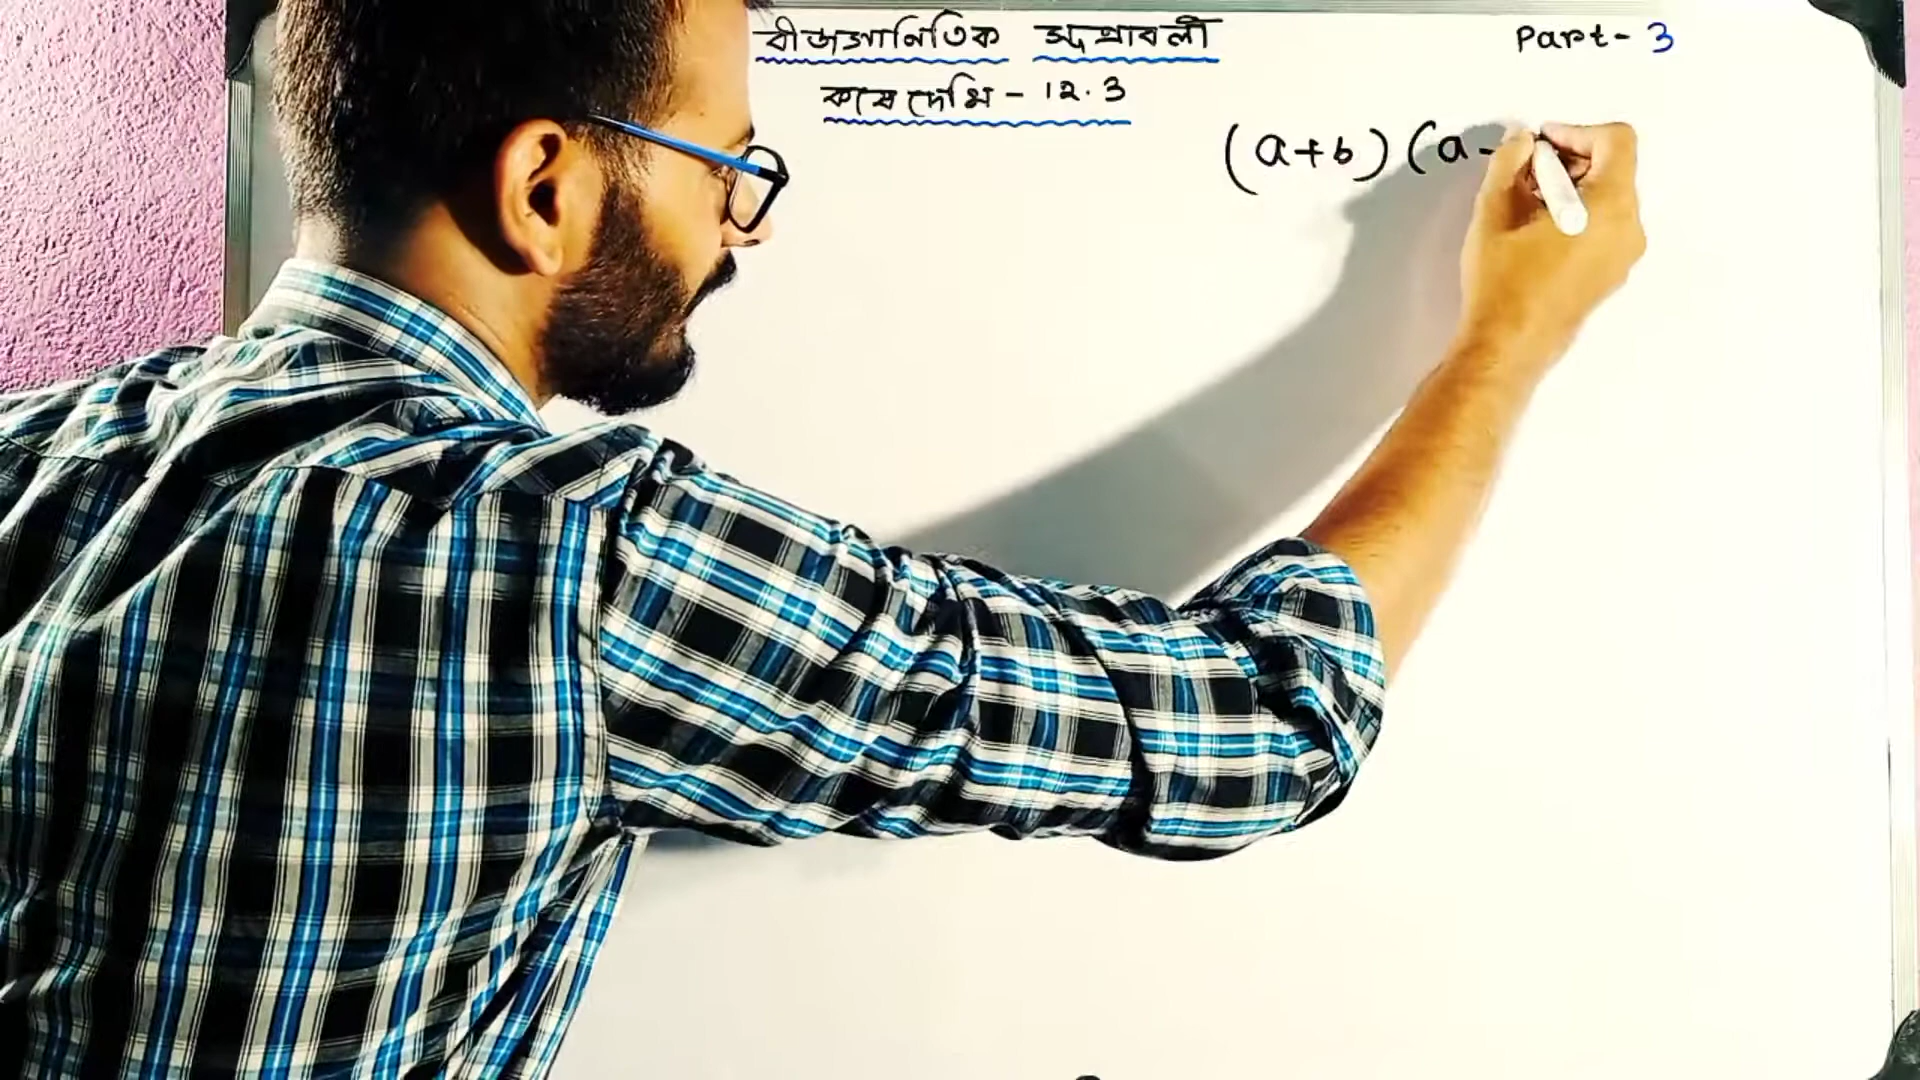 বীজগাণিতিক সূত্রাবলী
Part - 3
কষে দেখি - 12.3
(a+b) (a -